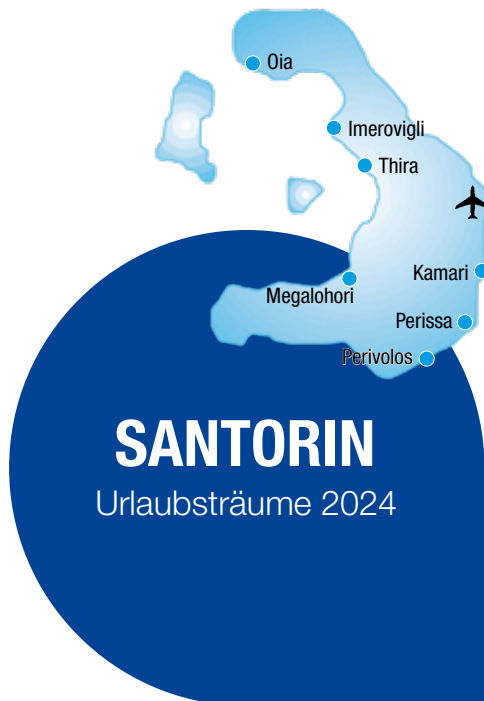 Oia
Imerovigli
Thira
Kamari
Megalohori
Perissa
Perivolos
SANTORIN
Urlaubsträume 2024